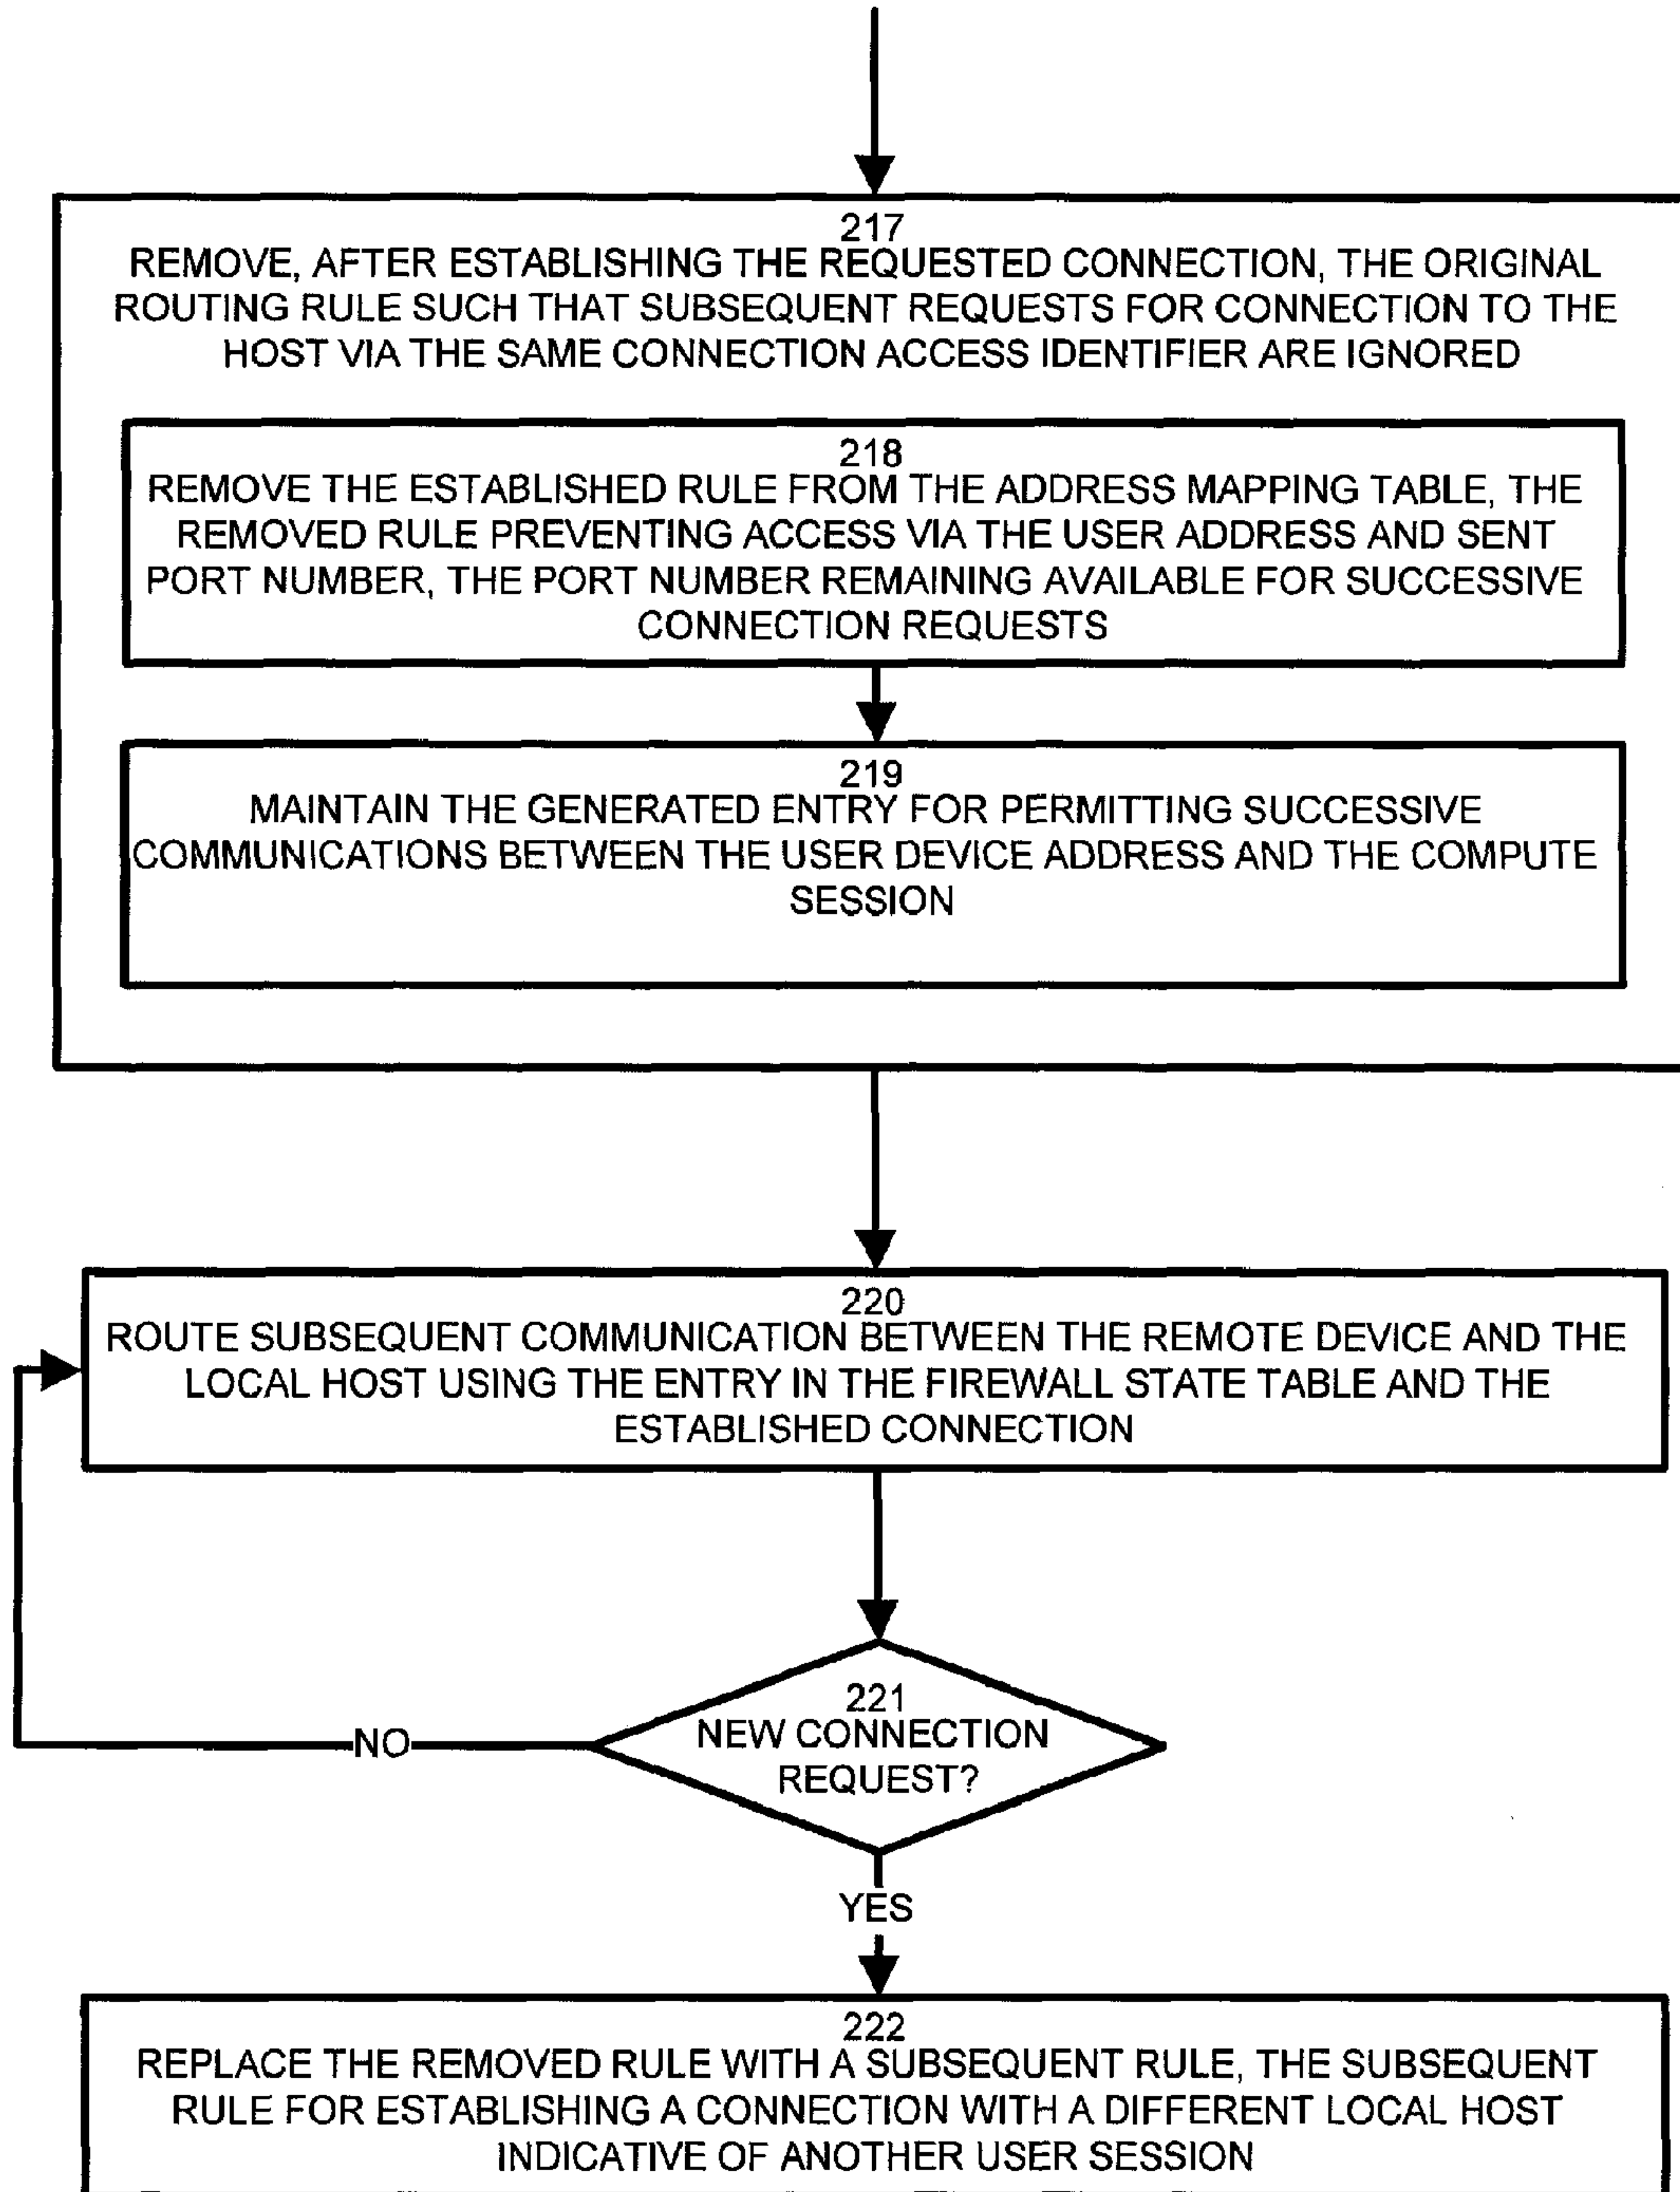 217
REMOVE, AFTER ESTABLISHING THE REQUESTED CONNECTION, THE ORIGINAL
ROUTING RULE SUCH THAT SUBSEQUENT REQUESTS FOR CONNECTION TO THE
HOST VIA THE SAME CONNECTION ACCESS IDENTIFIER ARE IGNORED
218
REMOVE THE ESTABLISHED RULE FROM THE ADDRESS MAPPING TABLE, THE
REMOVED RULE PREVENTING ACCESS VIA THE USER ADDRESS AND SENT
PORT NUMBER, THE PORT NUMBER REMAINING AVAILABLE FOR SUCCESSIVE
CONNECTION REQUESTS
219
MAINTAIN THE GENERATED ENTRY FOR PERMITTING SUCCESSIVE
COMMUNICATIONS BETWEEN THE USER DEVICE ADDRESS AND THE COMPUTE
SESSION
220
ROUTE SUBSEQUENT COMMUNICATION BETWEEN THE REMOTE DEVICE AND THE
LOCAL HOST USING THE ENTRY IN THE FIREWALL STATE TABLE AND THE
ESTABLISHED CONNECTION
221
NEW CONNECTION
REQUEST?
NO
YES
222
REPLACE THE REMOVED RULE WITH A SUBSEQUENT RULE, THE SUBSEQUENT
RULE FOR ESTABLISHING A CONNECTION WITH A DIFFERENT LOCAL HOST
INDICATIVE OF ANOTHER USER SESSION